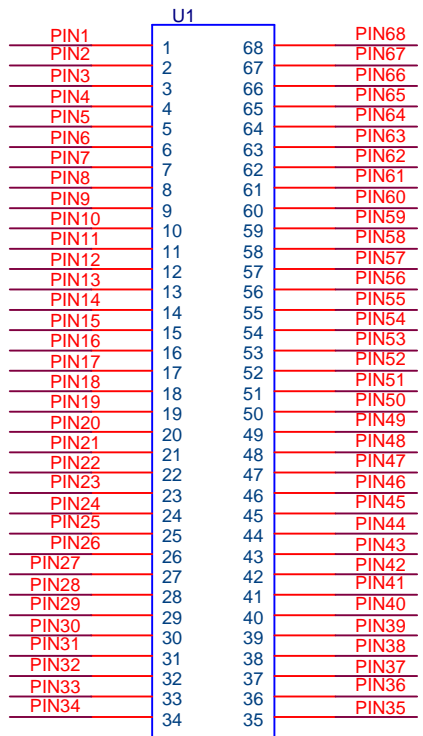 U1
PIN1 1 68 PIN68
PIN2 2 67 PIN67
PIN3 3 66 PIN66
PIN4 4 65 PIN65
PIN5 5 64 PIN64
PIN6 6 63 PIN63
PIN7 7 62 PIN62
PIN8 8 61 PIN61
PIN9 9 60 PIN60
PIN10 10 59 PIN59
PIN11 11 58 PIN58
PIN12 12 57 PIN57
PIN13 13 56 PIN56
PIN14 14 55 PIN55
PIN15 15 54 PIN54
PIN16 16 53 PIN53
PIN17 17 52 PIN52
PIN18 18 51 PIN51
PIN19 19 50 PIN50
PIN20 20 49 PIN49
PIN21 21 48 PIN48
PIN22 22 47 PIN47
PIN23 23 46 PIN46
PIN24 24 45 PIN45
PIN25 25 44 PIN44
PIN26 26 43 PIN43
PIN27 27 42 PIN42
PIN28 28 41 PIN41
PIN29 29 40 PIN40
PIN30 30 39 PIN39
PIN31 31 38 PIN38
PIN32 32 37 PIN37
PIN33 33 36 PIN36
PIN34 34 35 PIN35